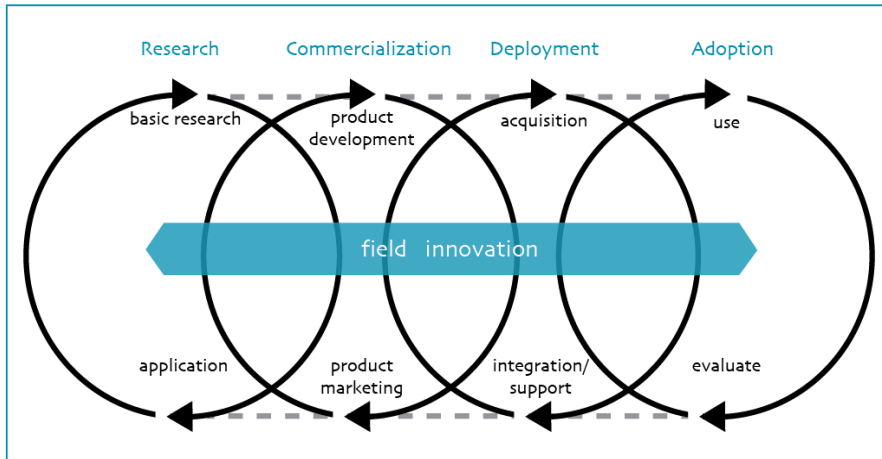 Research Commercialization Deployment Adoption
basic research product development acquisition use
field innovation
application product marketing integration/ support evaluate